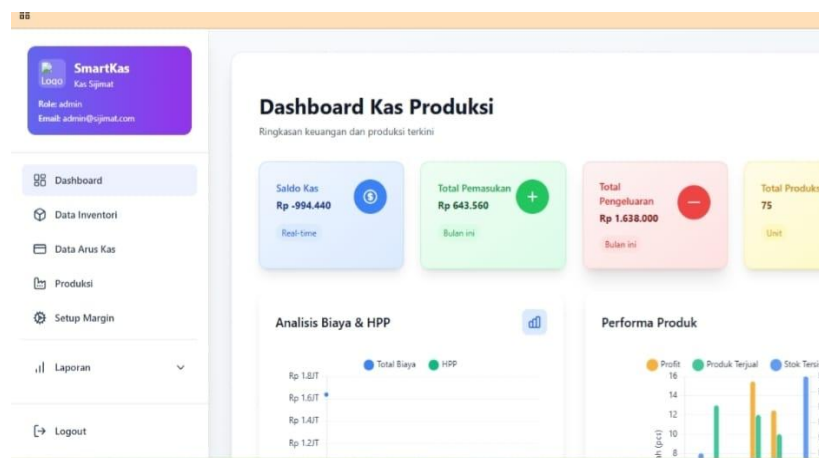 Logo
SmartKas
Kas Sijimat
Role: admin
Email: admin@sijimat.com
Dashboard
Data Inventori
Data Arus Kas
Produksi
Setup Margin
Laporan
Logout
Dashboard Kas Produksi
Ringkasan keuangan dan produksi terkini
Saldo Kas
Rp -994.440
Real-time
Total Pemasukan
Rp 643.560
Bulan ini
Total
Pengeluaran
Rp 1.638.000
Bulan ini
Total Produks
75
Unit
Analisis Biaya & HPP
Total Biaya HPP
Rp 1.8JT
Rp 1.6JT
Rp 1.4JT
Rp 1.2JT
Performa Produk
Profit Produk Terjual Stok Tersi
16
14
12
10
8
(pcs)